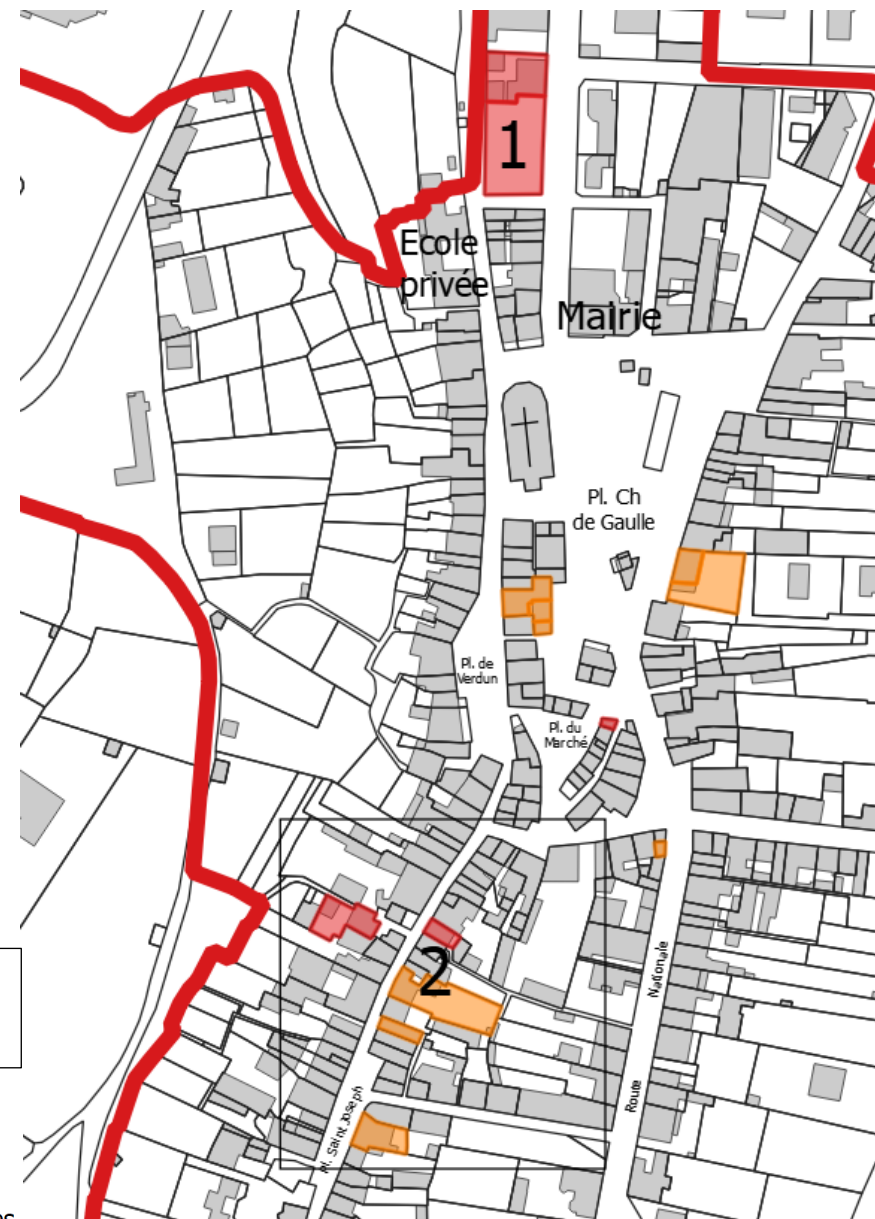 1
Ecole
privée
Mairie
Pl. Ch
de Gaulle
Pl. de
Verdun
Pl. du
Marché
2
Nationale
Route
Pl. Saint Joseph